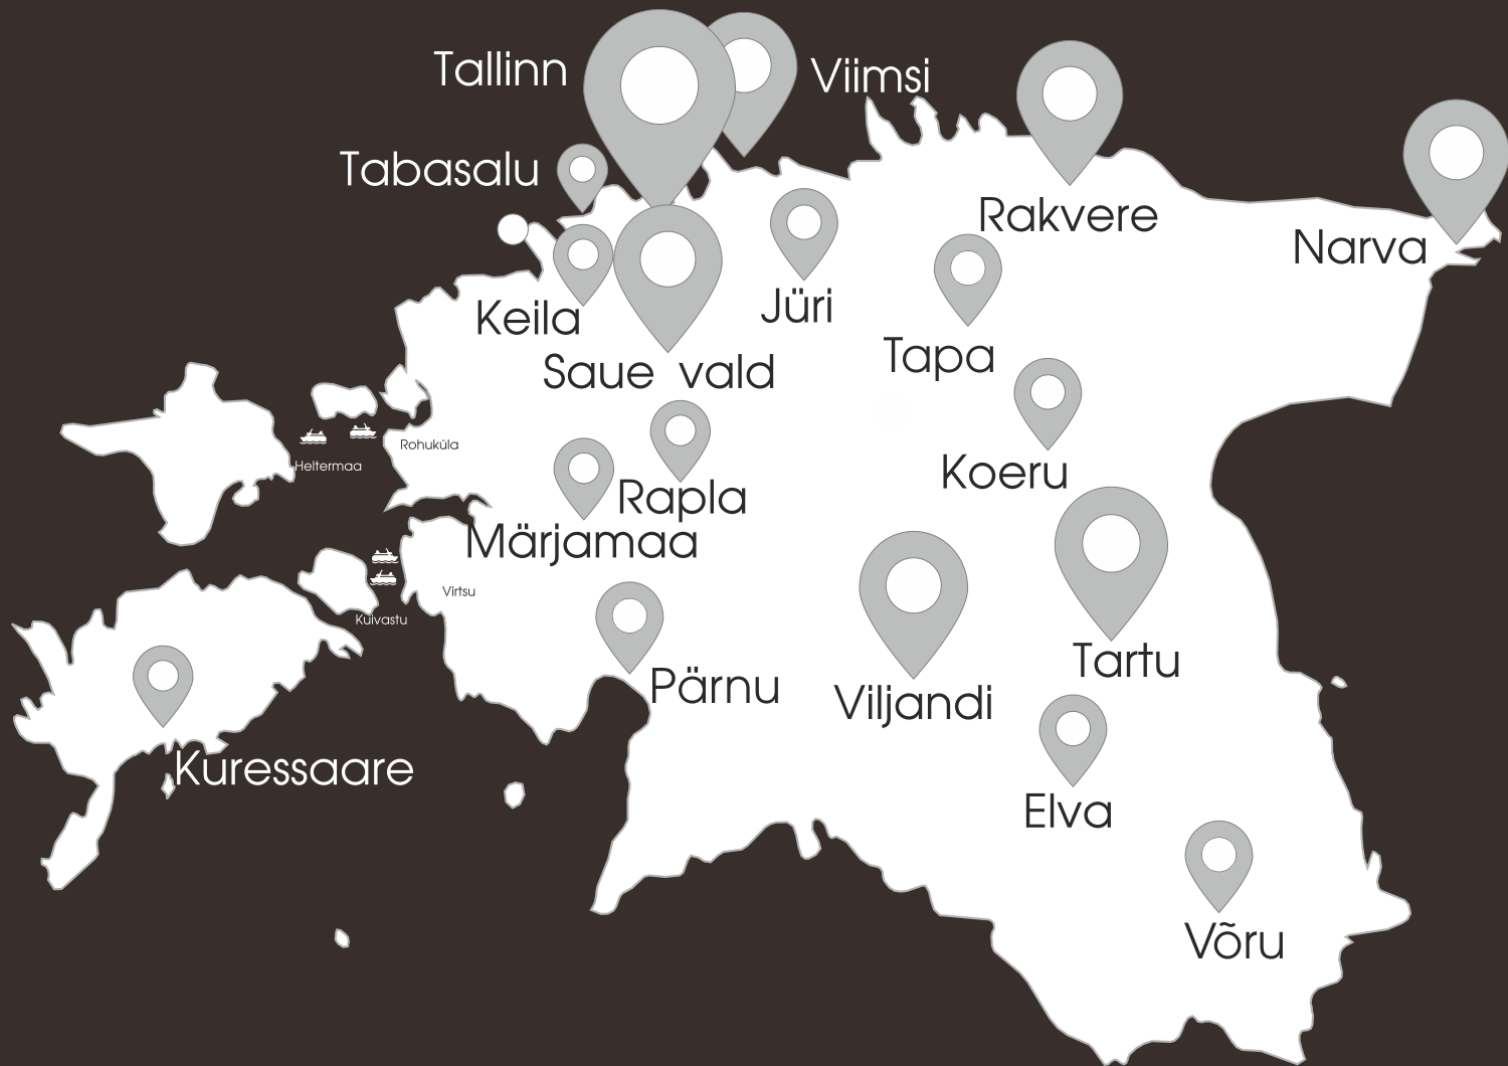 Tallinn
Viimsi
Tabasalu
Rakvere
Narva
Keila
Jüri
Saue vald
Tapa
Rohuküla
Heltermaa
Koeru
Rapla
Märjamaa
Virtsu
Kuivastu
Tartu
Pärnu
Viljandi
Kuressaare
Elva
Võru